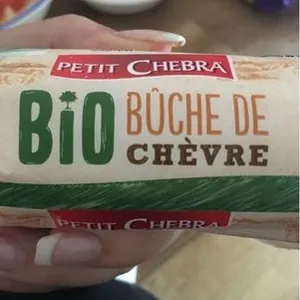 PETIT CHEBRA
BIO
BÛCHE DE
CHÈVRE
PETIT CHEBRA